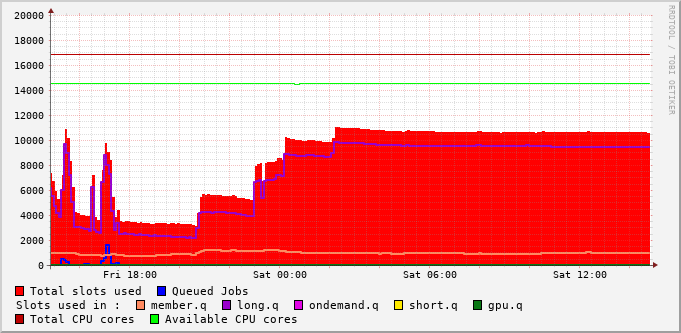 RRDTOOL / TOBI OETIKER
20000
18000
16000
14000
12000
10000
8000
6000
4000
2000
0
Fri 18:00 Sat 00:00 Sat 06:00 Sat 12:00
Total slots used Queued Jobs
Slots used in : member.q long.q ondemand.q short.q gpu.q
Total CPU cores Available CPU cores